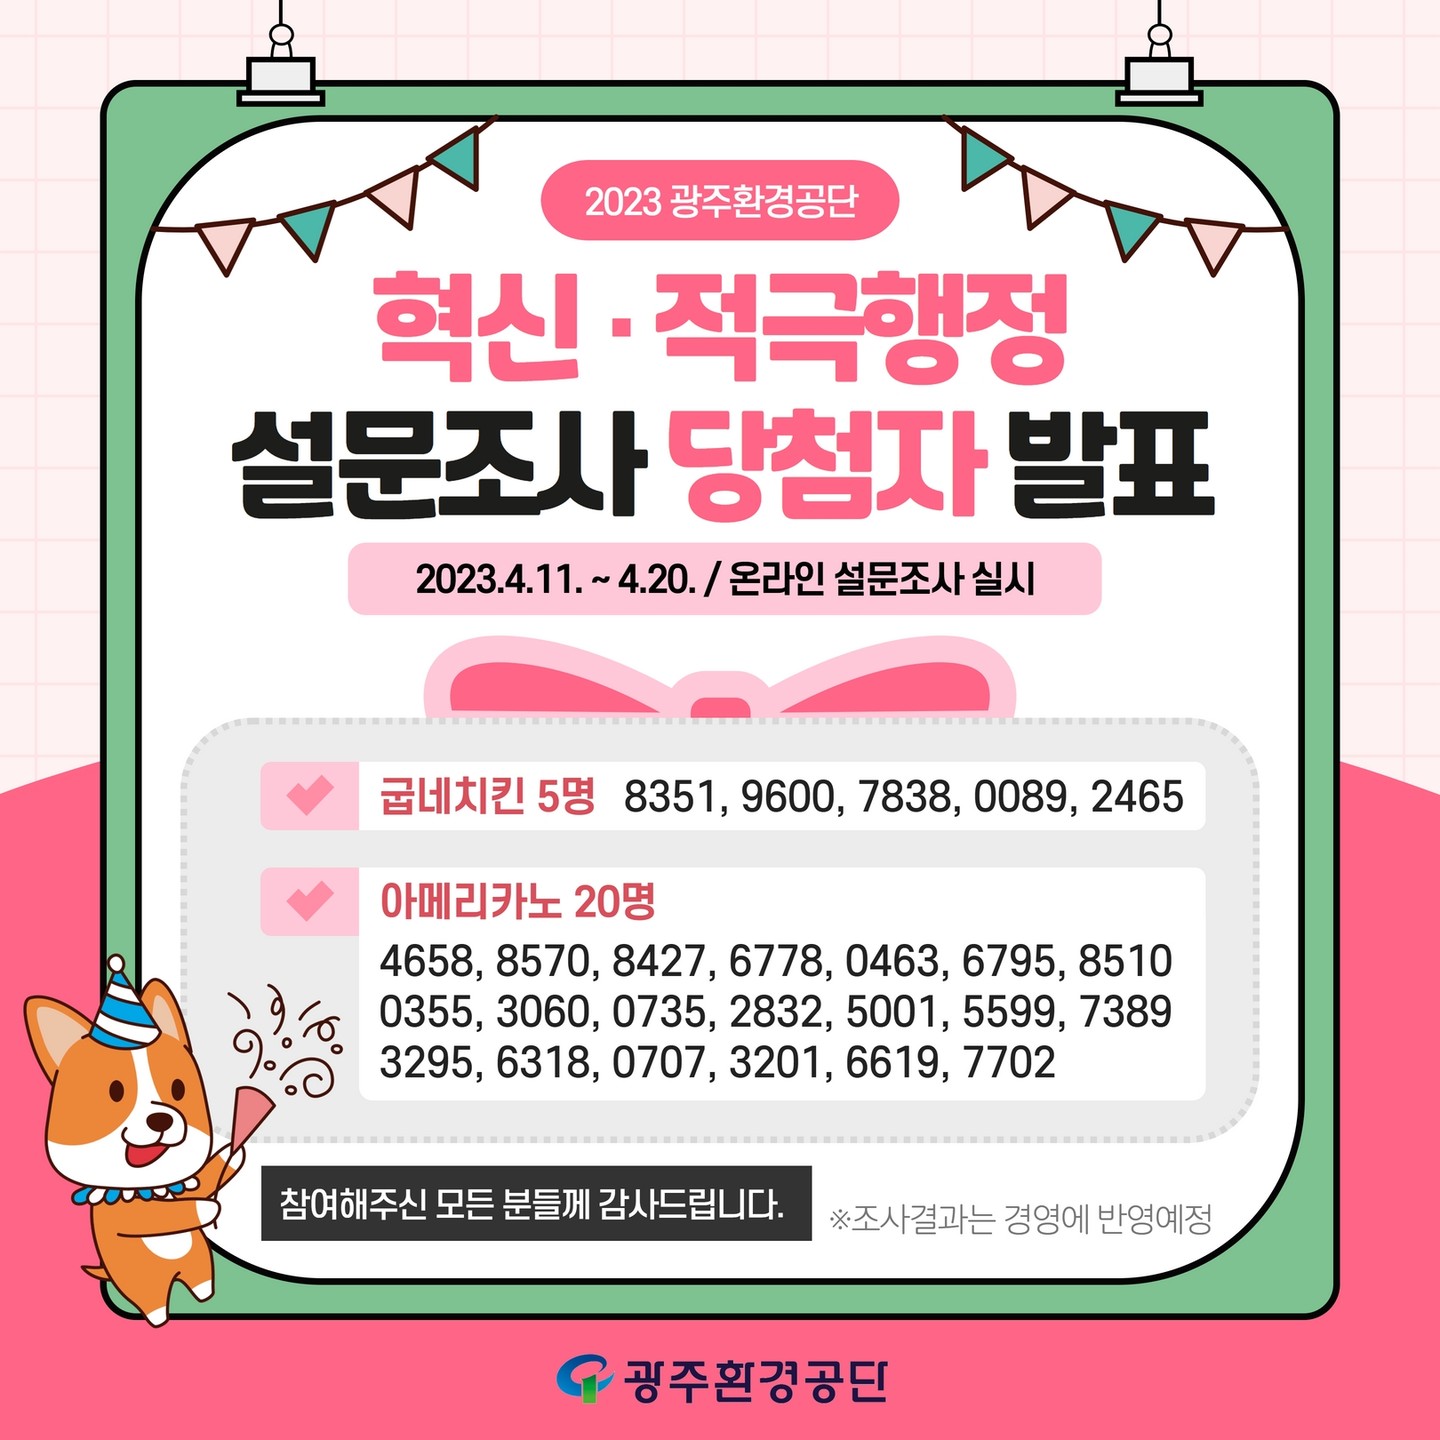 2023 광주환경공단
혁신·적극행정
설문조사 당첨자 발표
2023.4.11. ~ 4.20. / 온라인 설문조사 실시
굽네치킨 5명 8351, 9600, 7838, 0089, 2465
아메리카노 20명
4658, 8570, 8427, 6778, 0463, 6795, 8510
0355, 3060, 0735, 2832, 5001, 5599, 7389
3295, 6318, 0707, 3201, 6619, 7702
참여해주신 모든 분들께 감사드립니다.
※조사결과는 경영에 반영예정
광주환경공단